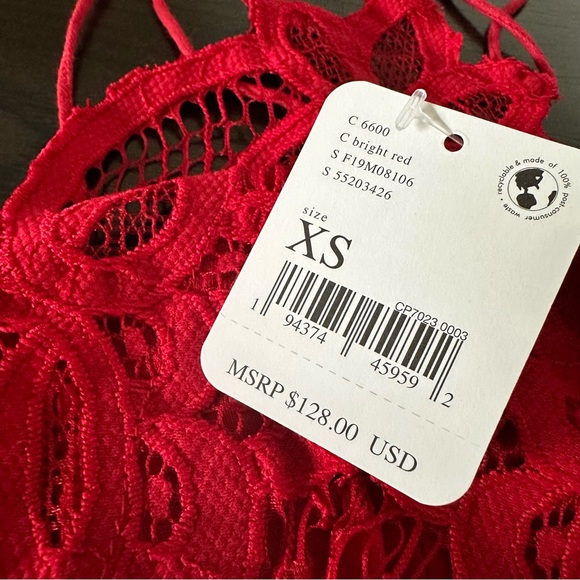 C 6600
C bright red
S F19M08106
S 55203426
recyclable & made of 100% post-consumer waste •
size
XS
CP7023 0003
1 94374 45959 2
MSRP $128.00 USD